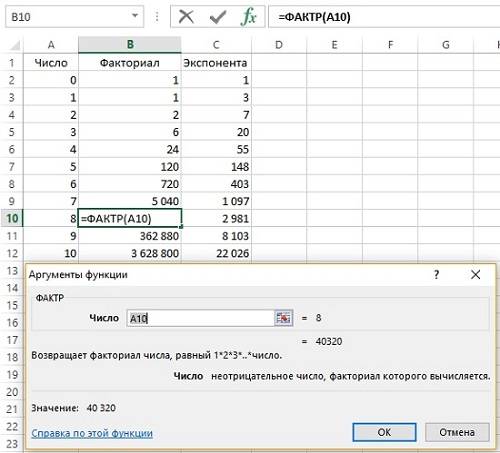 B10 fx =ФАКТР(A10)
A B C D E F G
1 Число Факториал Экспонента
2 0 1 1
3 1 1 3
4 2 2 7
5 3 6 20
6 4 24 55
7 5 120 148
8 6 720 403
9 7 5 040 1 097
10 8 =ФАКТР(A10) 2 981
11 9 362 880 8 103
12 10 3 628 800 22 026
13
14 Аргументы функции ?
15 ФАКТР
16 Число A10 = 8
17 = 40320
18 Возвращает факториал числа, равный 1*2*3*..*число.
19 Число неотрицательное число, факториал которого вычисляется.
20
21 Значение: 40 320
22
23 Справка по этой функции ОК Отмена